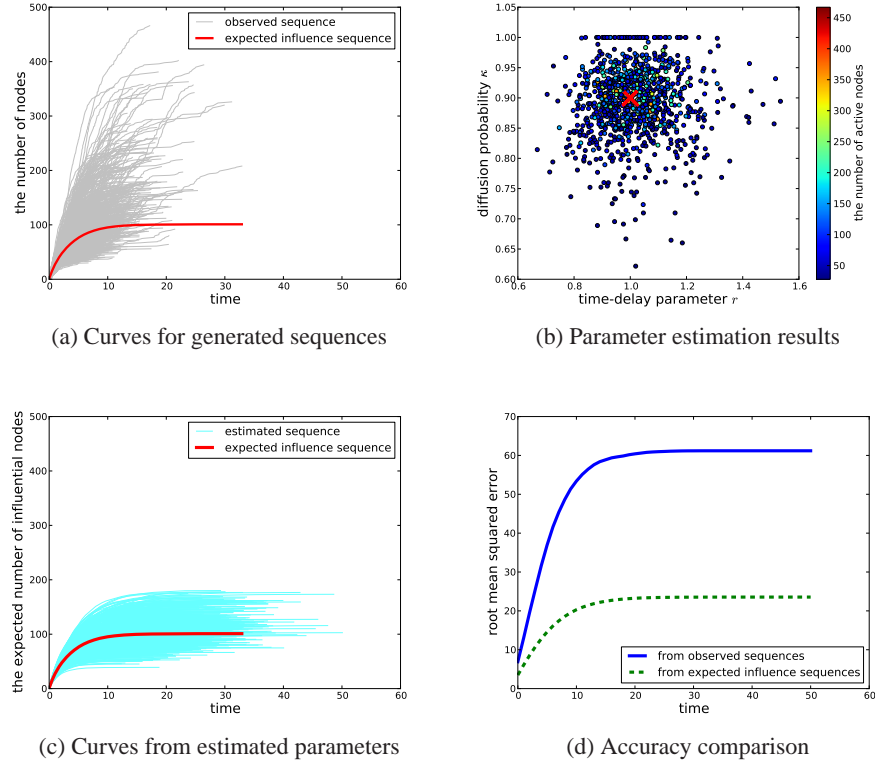 500
400
300
200
100
0
0 10 20 30 40 50 60
the number of nodes
time
observed sequence
expected influence sequence
(a) Curves for generated sequences
1.05
1.00
0.95
0.90
0.85
0.80
0.75
0.70
0.65
0.60
0.6 0.8 1.0 1.2 1.4 1.6
diffusion probability κ
time-delay parameter r
450
400
350
300
250
200
150
100
50
the number of active nodes
(b) Parameter estimation results
500
400
300
200
100
0
0 10 20 30 40 50 60
the expected number of influential nodes
time
estimated sequence
expected influence sequence
(c) Curves from estimated parameters
70
60
50
40
30
20
10
0
0 10 20 30 40 50 60
root mean squared error
time
from observed sequences
from expected influence sequences
(d) Accuracy comparison